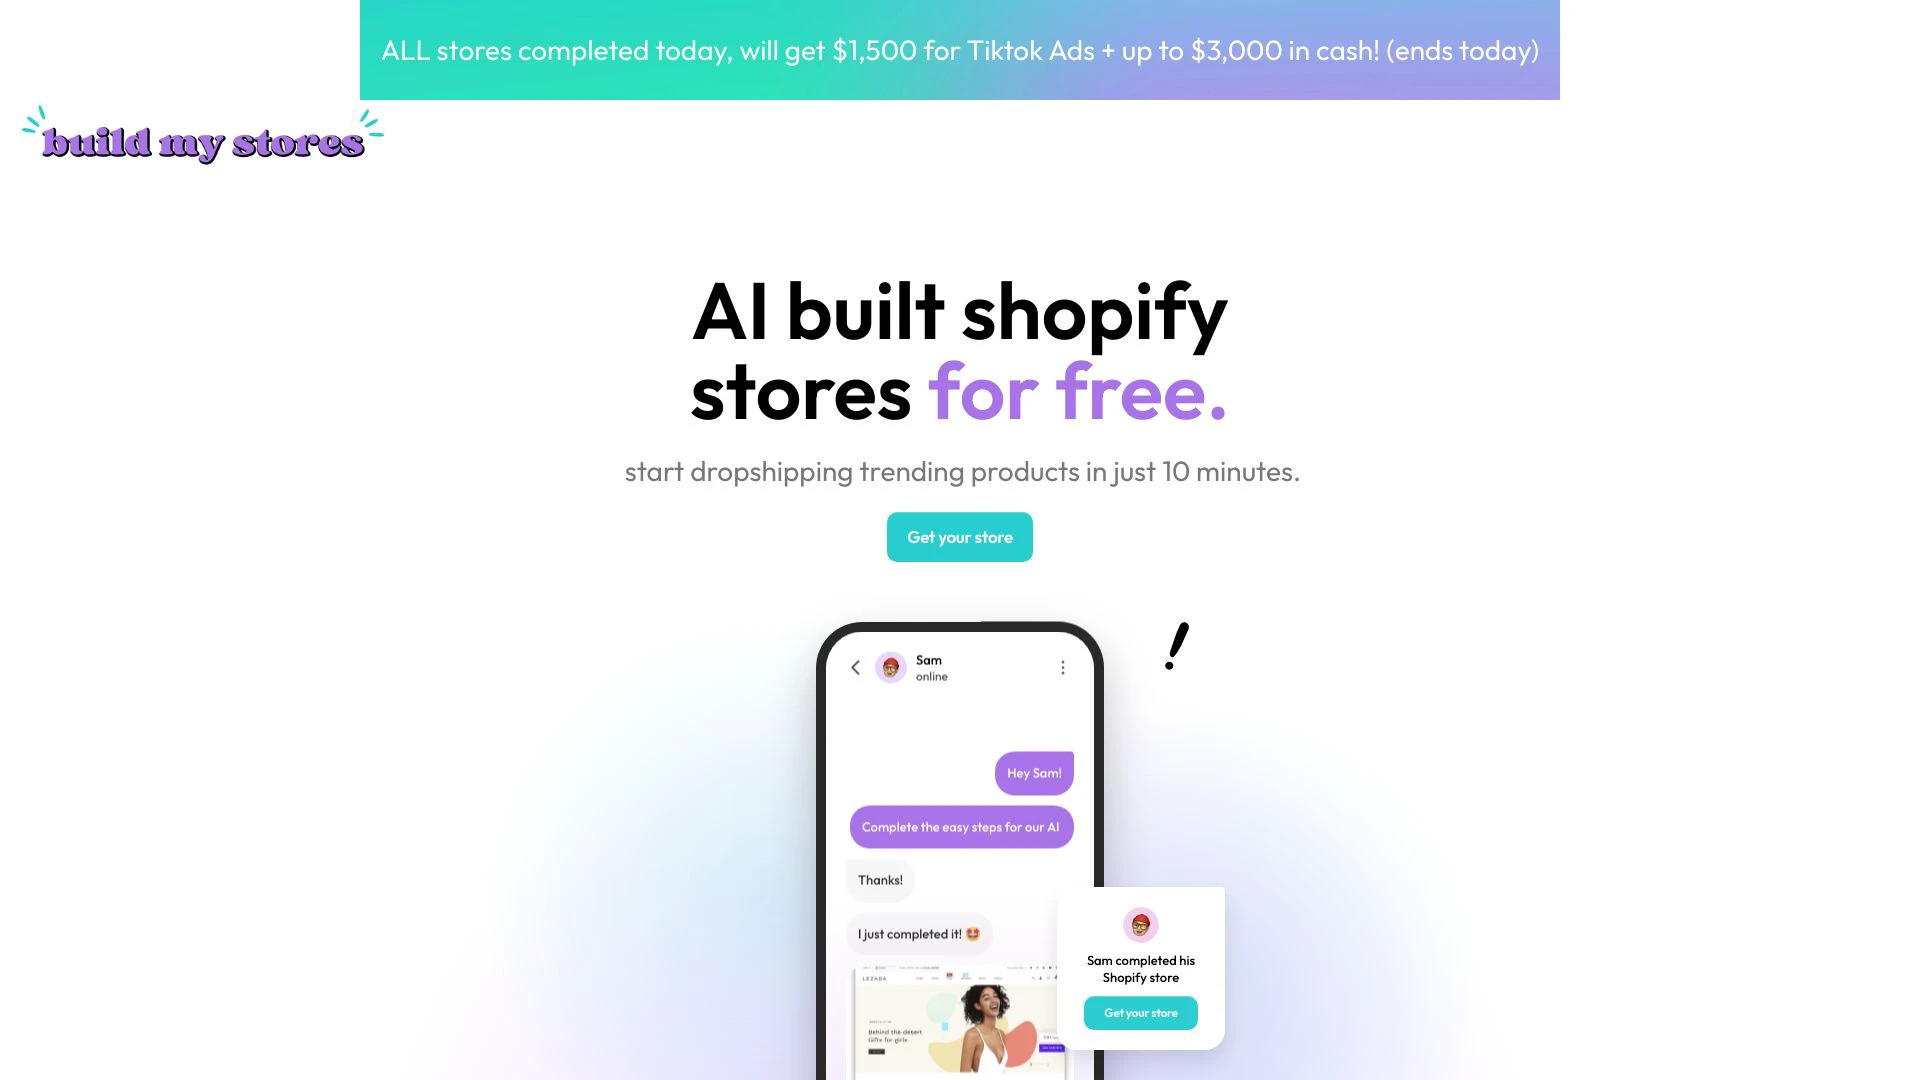 ALL stores completed today, will get $1,500 for Tiktok Ads + up to $3,000 in cash! (ends today)
build my stores
AI built shopify
stores for free.
start dropshipping trending products in just 10 minutes.
Get your store
Sam
online
Hey Sam!
Complete the easy steps for our AI
Thanks!
I just completed it! 🤩
LEZADA
Behind the desert
Gifts for girls
Sam completed his
Shopify store
Get your store